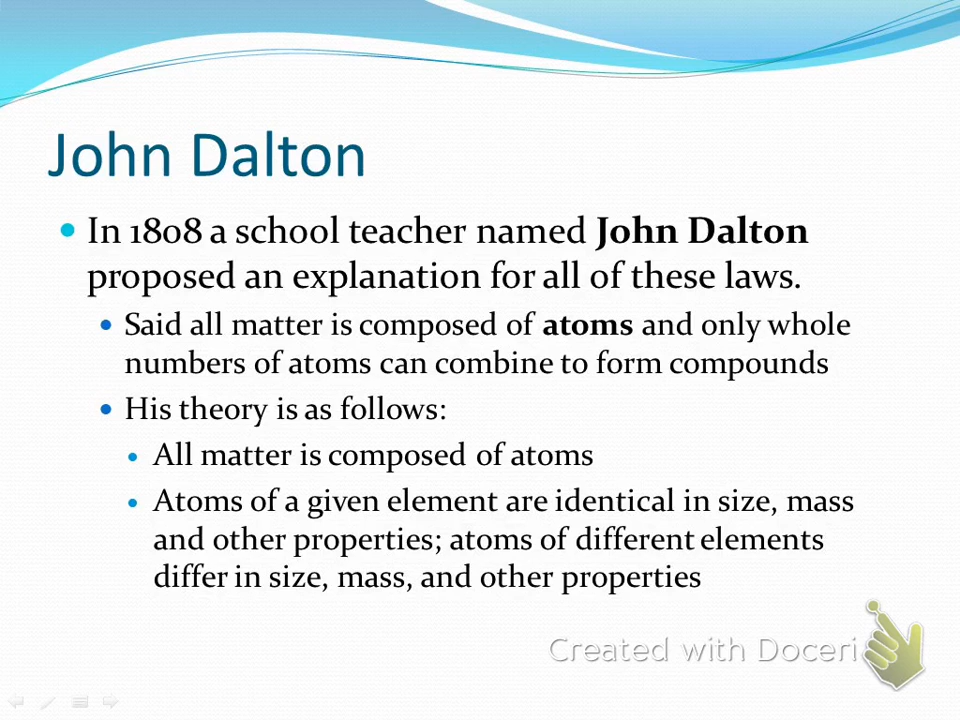 John Dalton
In 1808 a school teacher named John Dalton
proposed an explanation for all of these laws.
Said all matter is composed of atoms and only whole
numbers of atoms can combine to form compounds
His theory is as follows:
All matter is composed of atoms
Atoms of a given element are identical in size, mass
and other properties; atoms of different elements
differ in size, mass, and other properties
Created with Doceri